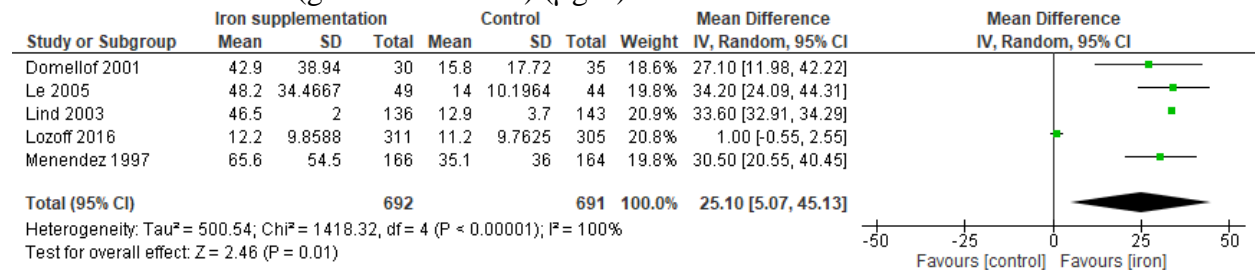 Iron supplementation Control Mean Difference Mean Difference
Study or Subgroup Mean SD Total Mean SD Total Weight IV, Random, 95% CI IV, Random, 95% CI
Domellof 2001 42.9 38.94 30 15.8 17.72 35 18.6% 27.10 [11.98, 42.22]
Le 2005 48.2 34.4667 49 14 10.1964 44 19.8% 34.20 [24.09, 44.31]
Lind 2003 46.5 2 136 12.9 3.7 143 20.9% 33.60 [32.91, 34.29]
Lozoff 2016 12.2 9.8588 311 11.2 9.7625 305 20.8% 1.00 [-0.55, 2.55]
Menendez 1997 65.6 54.5 166 35.1 36 164 19.8% 30.50 [20.55, 40.45]
Total (95% CI) 692 691 100.0% 25.10 [5.07, 45.13]
Heterogeneity: Tau² = 500.54; Chi² = 1418.32, df = 4 (P < 0.00001); I² = 100%
Test for overall effect: Z = 2.46 (P = 0.01)
-50 -25 0 25 50
Favours [control] Favours [iron]